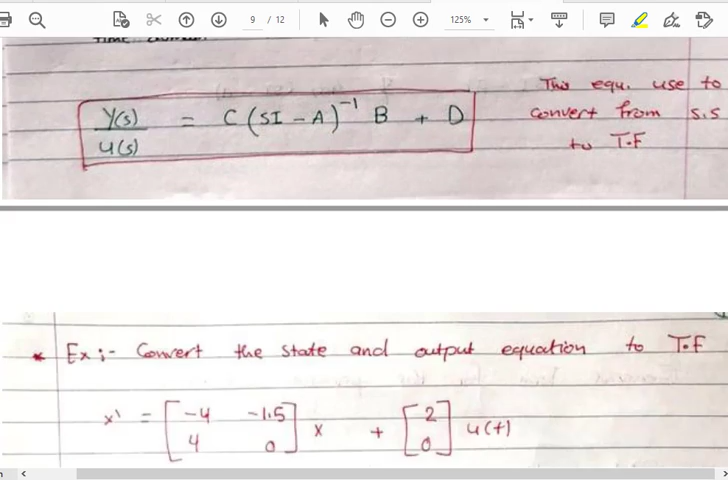 9 / 12
125%
Y(s)
U(s)
= C (SI - A)⁻¹ B + D
This equ. use to
Convert from S.S
to T.F
* Ex:- Convert the state and output equation to T.F
x' = [-4 -1.5] x + [2] u(t)
[4 0] [0]